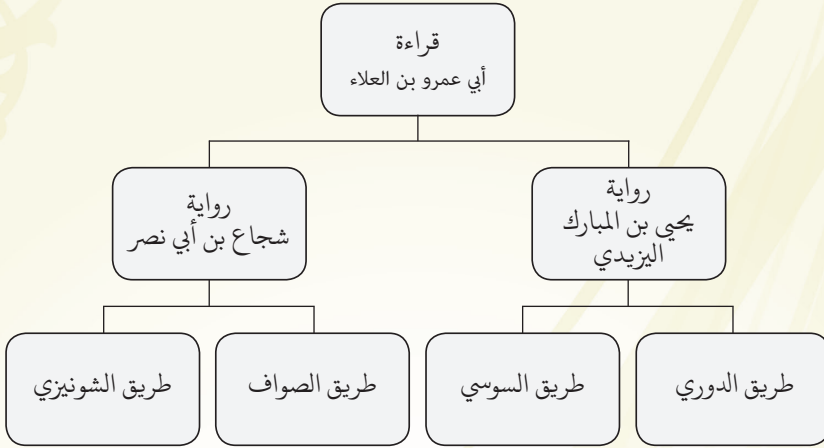 قراءة
أبي عمرو بن العلاء
رواية
يحيى بن المبارك
اليزيدي
رواية
شجاع بن أبي نصر
طريق الدوري
طريق السوسي
طريق الصواف
طريق الشونيزي